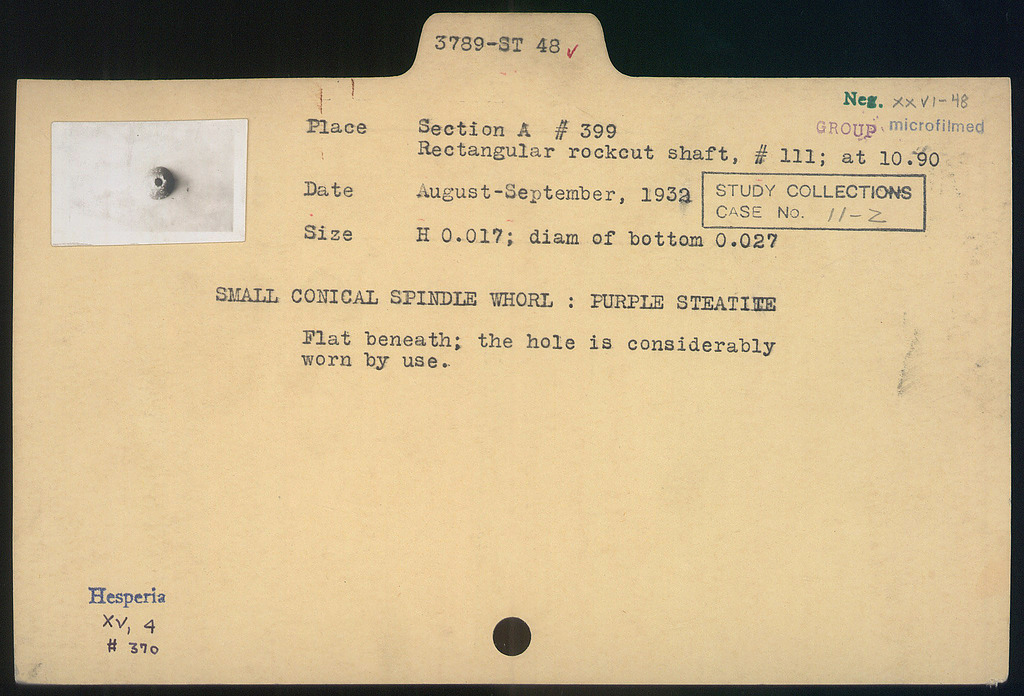 3789-ST 48 ✓
Neg. XXVI-48
GROUP microfilmed
Place Section A # 399
Rectangular rockcut shaft, # 111; at 10.90
Date August-September, 1932
STUDY COLLECTIONS
CASE No. 11-2
Size H 0.017; diam of bottom 0.027
SMALL CONICAL SPINDLE WHORL : PURPLE STEATITE
Flat beneath; the hole is considerably
worn by use.
Hesperia
XV, 4
# 370